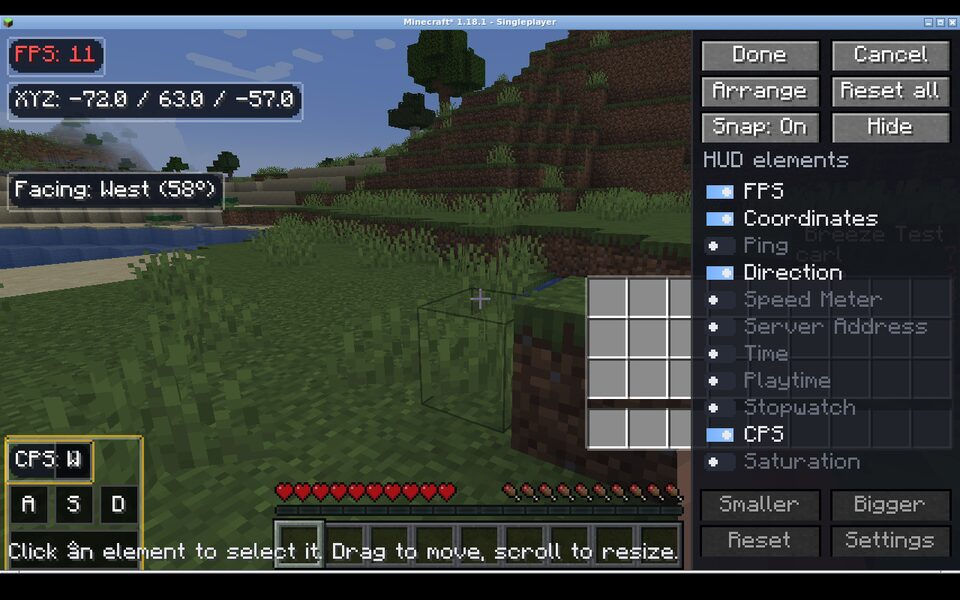 Minecraft* 1.18.1 - Singleplayer
FPS: 11
XYZ: -72.0 / 63.0 / -57.0
Facing: West (58°)
Done
Cancel
Arrange
Reset all
Snap: On
Hide
HUD elements
FPS
Coordinates
Ping
Breeze Test
carl
Direction
Speed Meter
Server Address
Time
Playtime
Stopwatch
CPS
Saturation
Smaller
Bigger
Reset
Settings
CPS
W
A
S
D
Click an element to select it. Drag to move, scroll to resize.